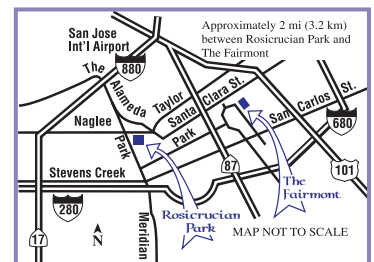 San Jose
Int'l Airport
Approximately 2 mi (3.2 km)
between Rosicrucian Park and
The Fairmont
880
The
Alameda
Taylor
Santa Clara St.
San Carlos St.
Naglee
Park
Park
680
Stevens Creek
87
101
The
Fairmont
280
Rosicrucian
Park
MAP NOT TO SCALE
17
N
Meridian